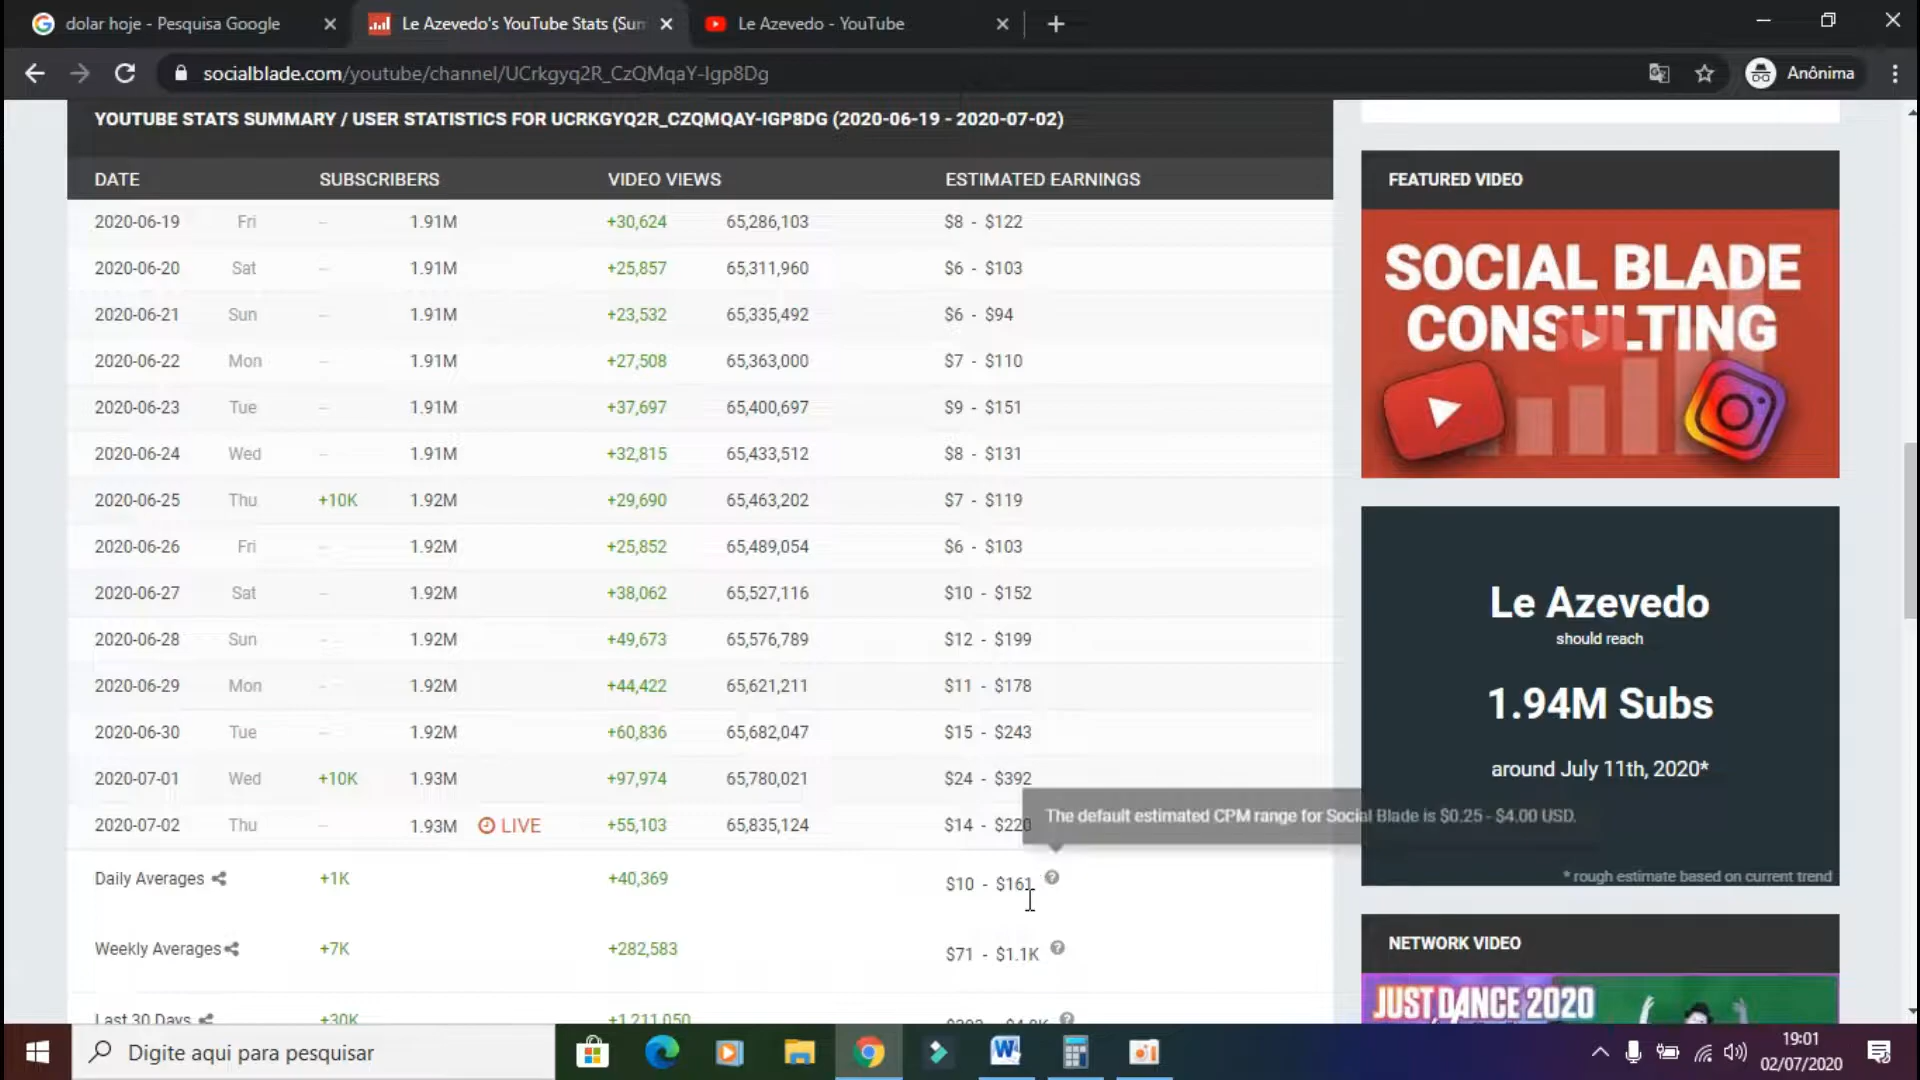 dolar hoje - Pesquisa Google
Le Azevedo's YouTube Stats (Sun
Le Azevedo - YouTube
socialblade.com/youtube/channel/UCrkgyq2R_CzQMqaY-Igp8Dg
Anônima
YOUTUBE STATS SUMMARY / USER STATISTICS FOR UCRKGYQ2R_CZQMQAY-IGP8DG (2020-06-19 - 2020-07-02)
DATE SUBSCRIBERS VIDEO VIEWS ESTIMATED EARNINGS
2020-06-19 Fri -- 1.91M +30,624 65,286,103 $8 - $122
2020-06-20 Sat -- 1.91M +25,857 65,311,960 $6 - $103
2020-06-21 Sun -- 1.91M +23,532 65,335,492 $6 - $94
2020-06-22 Mon -- 1.91M +27,508 65,363,000 $7 - $110
2020-06-23 Tue -- 1.91M +37,697 65,400,697 $9 - $151
2020-06-24 Wed -- 1.91M +32,815 65,433,512 $8 - $131
2020-06-25 Thu +10K 1.92M +29,690 65,463,202 $7 - $119
2020-06-26 Fri -- 1.92M +25,852 65,489,054 $6 - $103
2020-06-27 Sat -- 1.92M +38,062 65,527,116 $10 - $152
2020-06-28 Sun -- 1.92M +49,673 65,576,789 $12 - $199
2020-06-29 Mon -- 1.92M +44,422 65,621,211 $11 - $178
2020-06-30 Tue -- 1.92M +60,836 65,682,047 $15 - $243
2020-07-01 Wed +10K 1.93M +97,974 65,780,021 $24 - $392
2020-07-02 Thu -- 1.93M LIVE +55,103 65,835,124 $14 - $220
The default estimated CPM range for Social Blade is $0.25 - $4.00 USD.
Daily Averages +1K +40,369 $10 - $161
Weekly Averages +7K +282,583 $71 - $1.1K
Last 30 Days +30K +1,211,050
FEATURED VIDEO
SOCIAL BLADE
CONSULTING
Le Azevedo
should reach
1.94M Subs
around July 11th, 2020*
* rough estimate based on current trend
NETWORK VIDEO
JUST DANCE 2020
Digite aqui para pesquisar
19:01
02/07/2020